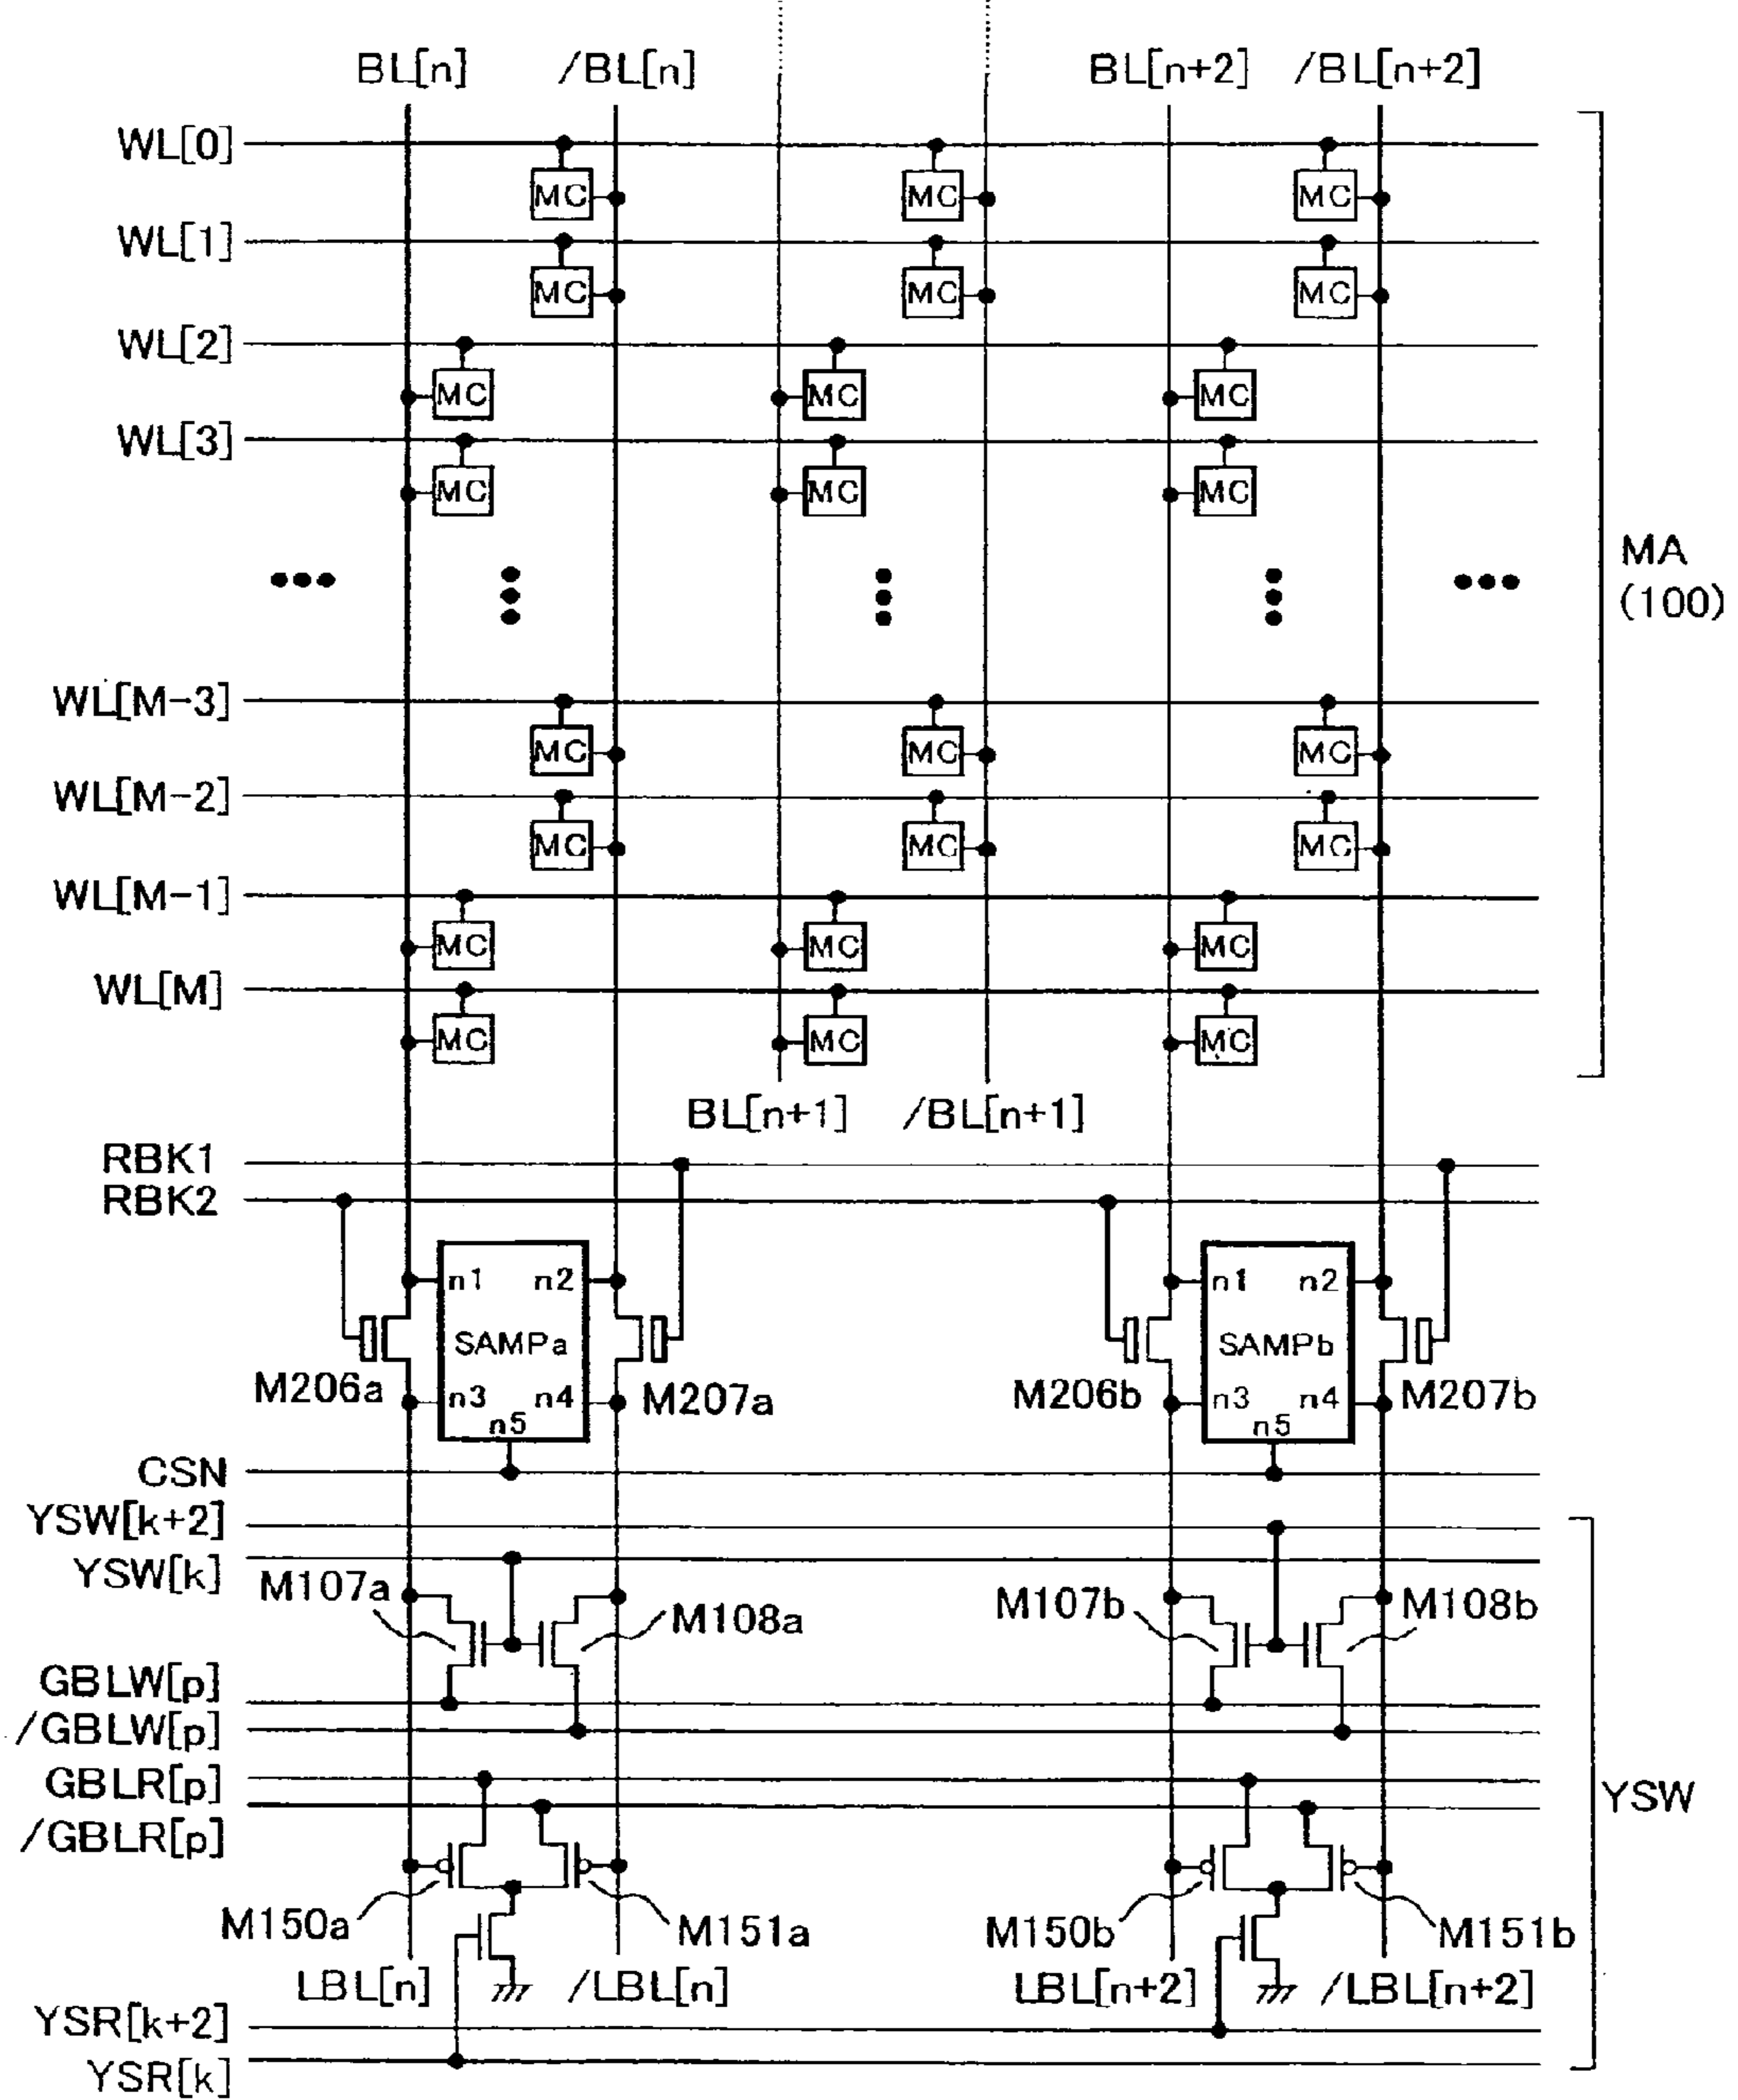 BL[n] /BL[n] BL[n+2] /BL[n+2]
WL[0]
MC MC MC
WL[1]
MC MC MC
WL[2]
MC MC MC
WL[3]
MC MC MC
MA
(100)
WL[M-3]
MC MC MC
WL[M-2]
MC MC MC
WL[M-1]
MC MC MC
WL[M]
MC MC MC
BL[n+1] /BL[n+1]
RBK1
RBK2
n1 n2 n1 n2
SAMPa SAMPb
M206a n3 n4 M207a M206b n3 n4 M207b
n5 n5
CSN
YSW[k+2]
YSW[k]
M107a M108a M107b M108b
GBLW[p]
/GBLW[p]
GBLR[p]
YSW
/GBLR[p]
M150a M151a M150b M151b
LBL[n] /LBL[n] LBL[n+2] /LBL[n+2]
YSR[k+2]
YSR[k]